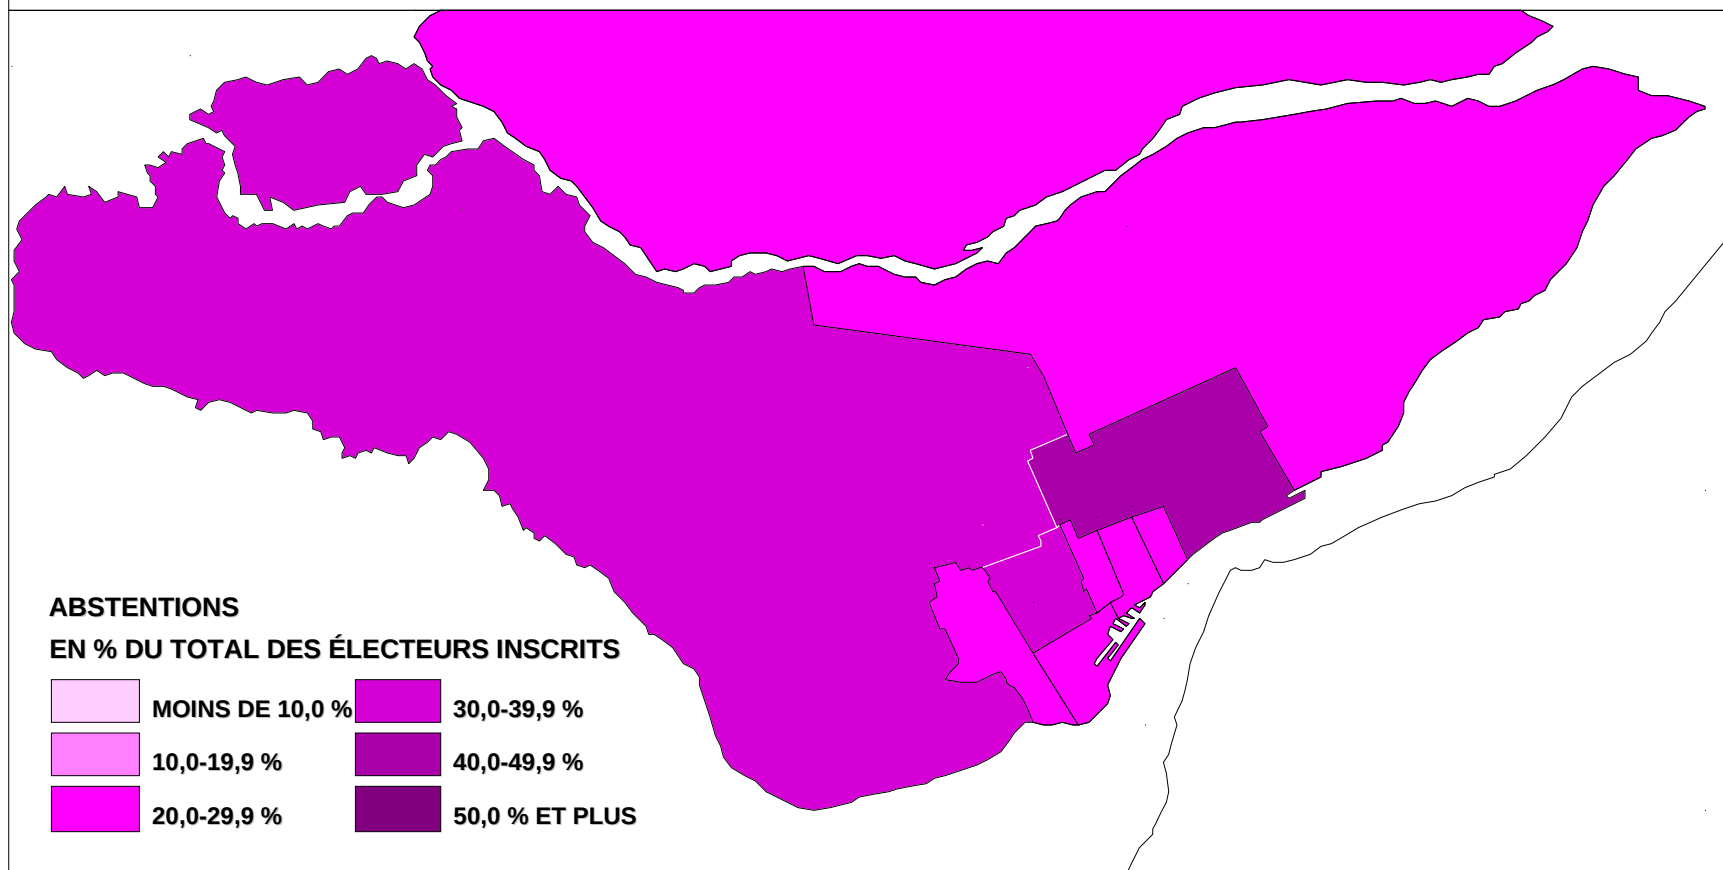 ABSTENTIONS
EN % DU TOTAL DES ÉLECTEURS INSCRITS
MOINS DE 10,0 %
10,0-19,9 %
20,0-29,9 %
30,0-39,9 %
40,0-49,9 %
50,0 % ET PLUS